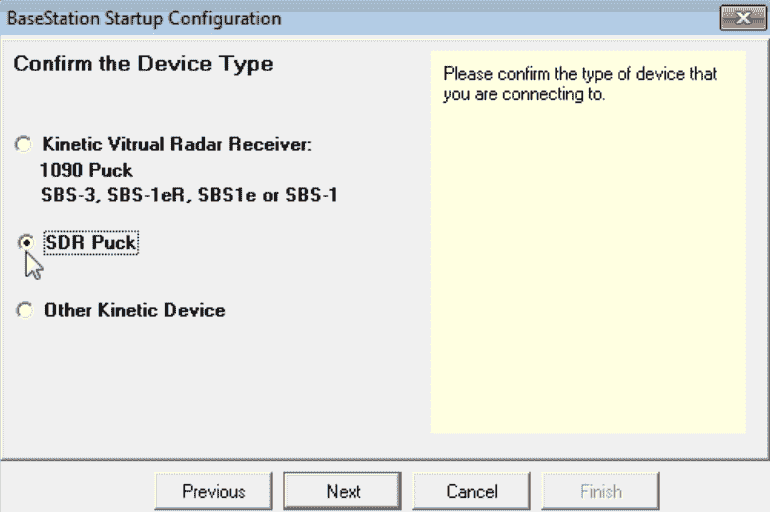 BaseStation Startup Configuration
Confirm the Device Type
Please confirm the type of device that
you are connecting to.
Kinetic Vitrual Radar Receiver:
1090 Puck
SBS-3, SBS-1eR, SBS1e or SBS-1
SDR Puck
Other Kinetic Device
Previous
Next
Cancel
Finish